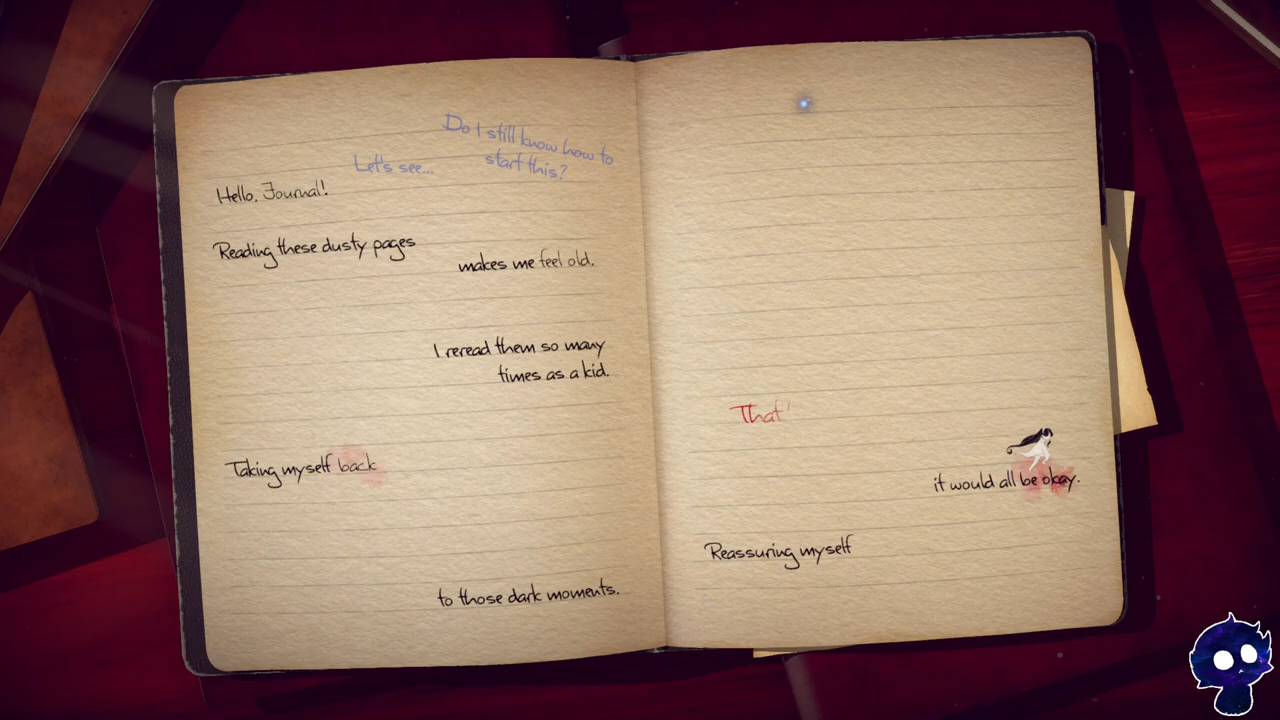 Do I still know how to
start this?
Let's see...
Hello, Journal!
Reading these dusty pages
makes me feel old.
I reread them so many
times as a kid.
Taking myself back
to those dark moments.
That'
it would all be okay.
Reassuring myself